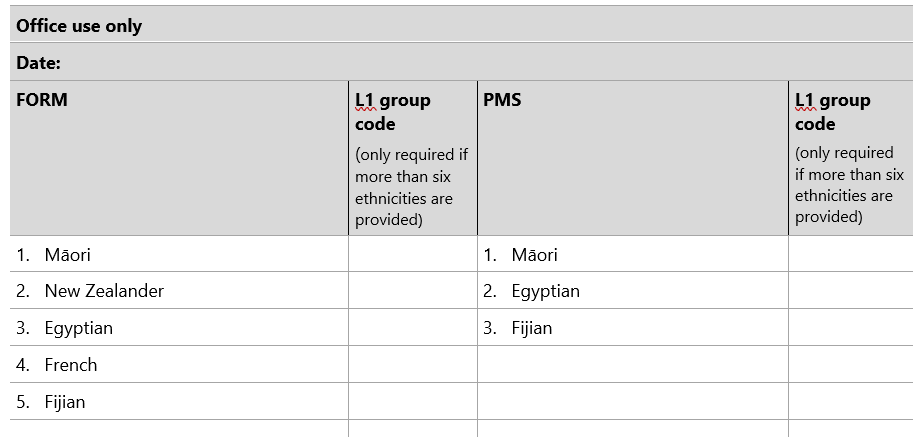 Office use only
Date:
FORM
L1 group
code
(only required if
more than six
ethnicities are
provided)
PMS
L1 group
code
(only required
if more than six
ethnicities are
provided)
1. Māori
1. Māori
2. New Zealander
2. Egyptian
3. Egyptian
3. Fijian
4. French
5. Fijian